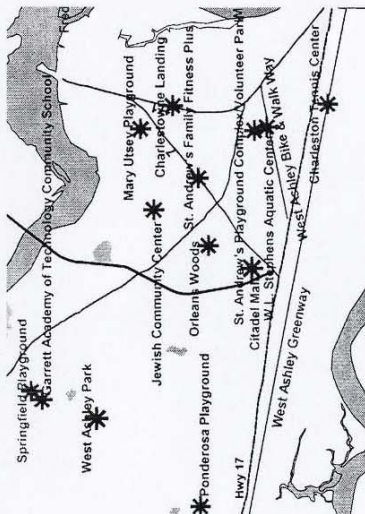 Springfield Playground
Garrett Academy of Technology Community School
West Ashley Park
Mary Utsey Playground
Charlestowne Landing
Jewish Community Center
St. Andrew's Family Fitness Plus
Orleans Woods
Ponderosa Playground
St. Andrew's Playground Complex/Volunteer Park
Citadel Mall
W.L. Stephens Aquatic Center
West Ashley Bike & Walk Way
Hwy 17
West Ashley Greenway
Charleston Tennis Center